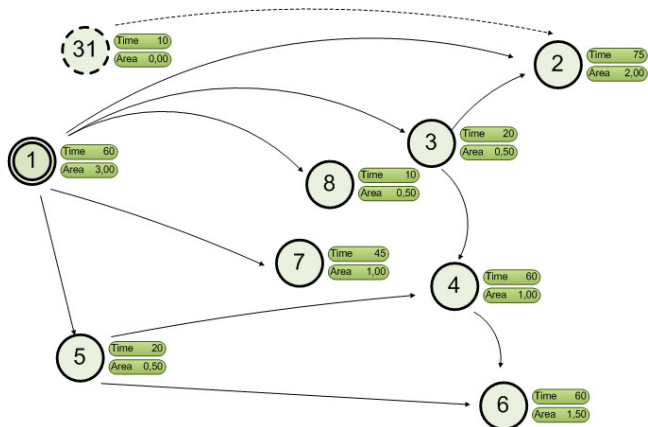 31
Time 10
Area 0,00
2
Time 75
Area 2,00
3
Time 20
Area 0,50
1
Time 60
Area 3,00
8
Time 10
Area 0,50
7
Time 45
Area 1,00
4
Time 60
Area 1,00
5
Time 20
Area 0,50
6
Time 60
Area 1,50